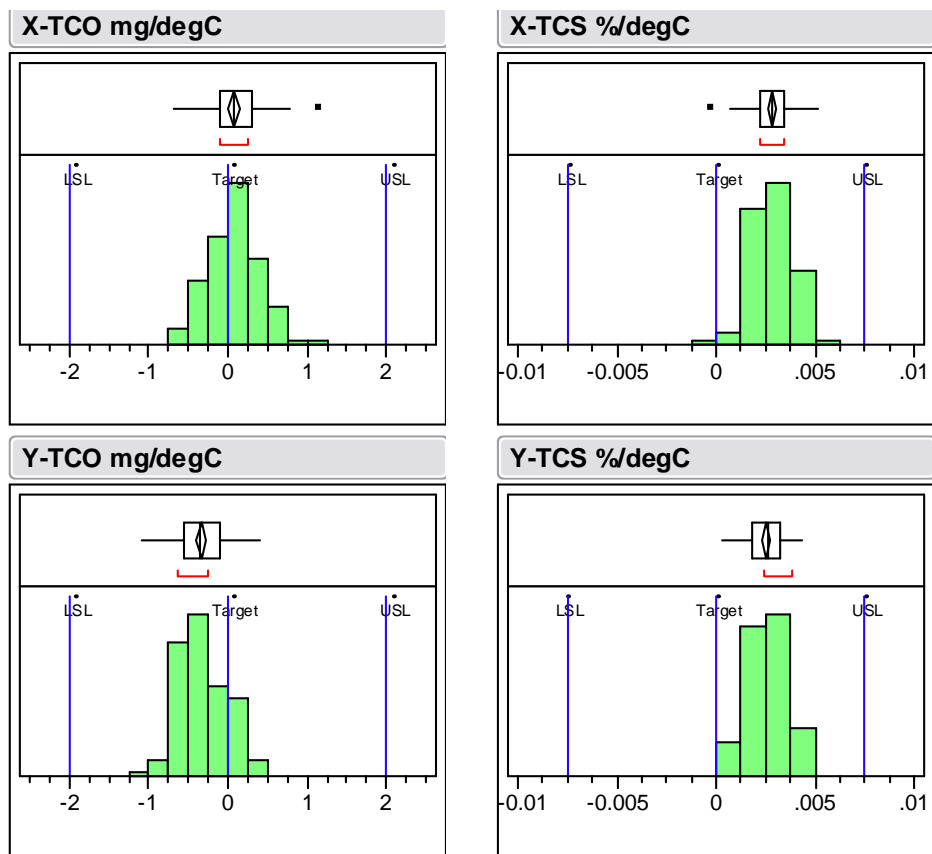 X-TCO mg/degC
LSL Target USL
-2 -1 0 1 2
X-TCS %/degC
LSL Target USL
-0.01 -0.005 0 .005 .01
Y-TCO mg/degC
LSL Target USL
-2 -1 0 1 2
Y-TCS %/degC
LSL Target USL
-0.01 -0.005 0 .005 .01